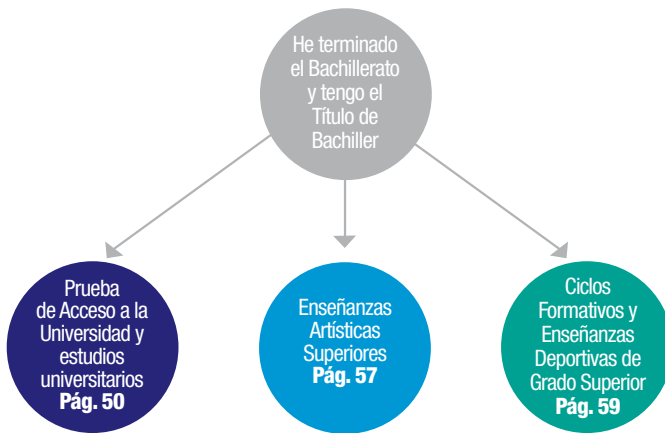 He terminado
el Bachillerato
y tengo el
Título de
Bachiller
Prueba
de Acceso a la
Universidad y
estudios
universitarios
Pág. 50
Enseñanzas
Artísticas
Superiores
Pág. 57
Ciclos
Formativos y
Enseñanzas
Deportivas de
Grado Superior
Pág. 59